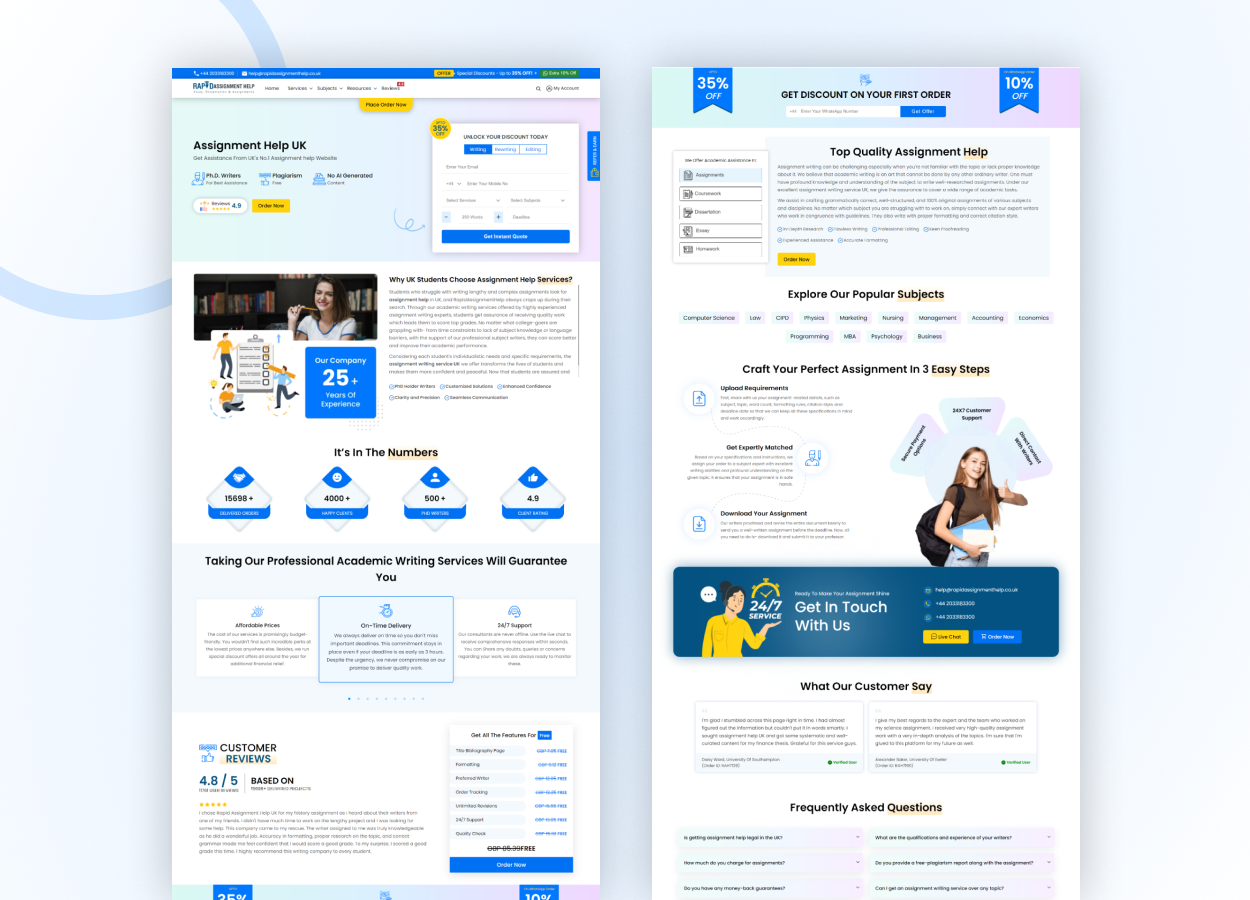 +44 2033183300
help@rapidassignmenthelp.co.uk
OFFER
Special Discounts - Up to 35% OFF! +
Extra 10% Off
RAPID ASSIGNMENT HELP
Home
Services
Subjects
Resources
Reviews
My Account
Place Order Now
Assignment Help UK
Get Assistance From UK's No.1 Assignment help Website
Ph.D. Writers
For Best Assistance
Plagiarism
Free
No AI Generated
Content
Reviews
4.9
Order Now
UPTO
35%
OFF
UNLOCK YOUR DISCOUNT TODAY
Writing
Rewriting
Editing
Enter Your Email
+44
Enter Your Mobile No
Select Services
Select Subjects
−
250 Words
+
Deadline
Get Instant Quote
REFER & EARN
Why UK Students Choose Assignment Help Services?
Students who struggle with writing lengthy and complex assignments look for
assignment help in UK, and RapidAssignmentHelp always crops up during their
search. Through our academic writing services offered by highly experienced
assignment writing experts, students get assurance of receiving quality work
which leads them to score top grades. No matter what college-givers are
grappling with- from time constraints to lack of subject knowledge or language
barriers, with the support of our professional subject writers, they can score better
and improve their academic performance.
Considering each student's individualistic needs and specific requirements, the
assignment writing service UK we offer transforms the lives of students and
makes them more confident and peaceful. Now that students are assured and
PhD Holder Writers
Customized Solutions
Enhanced Confidence
Clarity and Precision
Seamless Communication
Our Company
25+
Years Of
Experience
It's In The Numbers
15698 +
DELIVERED ORDERS
4000 +
HAPPY CLIENTS
500 +
PHD WRITERS
4.9
CLIENT RATING
Taking Our Professional Academic Writing Services Will Guarantee
You
Affordable Prices
The cost of our services is promisingly budget-
friendly. You wouldn't find such incredible perks at
the lowest prices anywhere else. Besides, we run
special discount offers all around the year for
additional financial relief.
On-Time Delivery
We always deliver on time so you don't miss
important deadlines. This commitment stays in
place even if your deadline is as early as 3 hours.
Despite the urgency, we never compromise on our
promise to deliver quality work.
24/7 Support
Our consultants are never offline. Use the live chat to
receive comprehensive responses within seconds.
You can share any doubts, queries or concerns
regarding your work. We are always ready to monitor
these.
CUSTOMER
REVIEWS
4.8 / 5
BASED ON
15698+ DELIVERED PROJECTS
I chose Rapid Assignment Help UK for my history assignment as I heard about their writers from
one of my friends. I didn't have much time to work on the lengthy project and I was looking for
some help. This company came to my rescue. The writer assigned to me was truly knowledgeable
as he did a wonderful job. Accuracy in formatting, proper research on the topic, and correct
grammar made me feel confident that I would score a good grade. To my surprise, I scored a good
grade this time. I highly recommend this writing company to every student.
Get All The Features For Free
Title Bibliography Page
FREE
Formatting
FREE
Preferred Writer
FREE
Order Tracking
FREE
Unlimited Revisions
FREE
24/7 Support
FREE
Quality Check
FREE
GBP 85.39 FREE
Order Now
UPTO
35%
10%
UPTO
35%
OFF
10%
OFF
GET DISCOUNT ON YOUR FIRST ORDER
+44
Enter Your WhatsApp Number
Get Offer
We Offer Academic Assistance In:
Assignments
Coursework
Dissertation
Essay
Homework
Top Quality Assignment Help
Assignment writing can be challenging especially when you're not familiar with the topic or lack proper knowledge
about it. We believe that academic writing is an art that cannot be done by any other ordinary writer. One must
have profound knowledge and understanding of the subject to write well-researched assignments. Under our
excellent assignment writing service UK, we give the assurance to cover a wide range of academic tasks.
We assist in crafting grammatically correct, well-structured, and 100% original assignments of various subjects
and disciplines. No matter which subject you are struggling with to work on, simply connect with our expert writers
who work in congruence with guidelines. They also write with proper formatting and correct citation style.
In-Depth Research
Flawless Writing
Professional Editing
Keen Proofreading
Experienced Assistance
Accurate Formatting
Order Now
Explore Our Popular Subjects
Computer Science
Law
CIPD
Physics
Marketing
Nursing
Management
Accounting
Economics
Programming
MBA
Psychology
Business
Craft Your Perfect Assignment In 3 Easy Steps
Upload Requirements
First, share with us your assignment-related details, such as
subject, topic, word count, formatting rules, citation style and
deadline date so that we can keep all these specifications in mind
and work accordingly.
Get Expertly Matched
Based on your specifications and instructions, we
assign your order to a subject expert with excellent
writing abilities and profound understanding on the
given topic. It ensures that your assignment is in safe
hands.
Download Your Assignment
Our writers proofread and revise the entire document keenly to
send you a well-written assignment before the deadline. Now, all
you need to do is- download it and submit it to your professor.
Secure Payment
Options
24X7 Customer
Support
Direct Contact
With Writers
24/7
SERVICE
Ready To Make Your Assignment Shine
Get In Touch
With Us
help@rapidassignmenthelp.co.uk
+44 2033183300
+44 2033183300
Live Chat
Order Now
What Our Customer Say
I'm glad I stumbled across this page right in time. I had almost
figured out the information but couldn't put it in words smartly. I
sought assignment help UK and got some systematic and well-
curated content for my finance thesis. Grateful for this service guys.
Daisy Ward, University Of Southampton
Verified User
I give my best regards to the expert and the team who worked on
my science assignment. I received very high-quality assignment
work with a very in-depth analysis of the topics. I'm sure that I'm
glued to this platform for my future as well.
Alexander Baker, University Of Exeter
Verified User
Frequently Asked Questions
Is getting assignment help legal in the UK?
What are the qualifications and experience of your writers?
How much do you charge for assignments?
Do you provide a free-plagiarism report along with the assignment?
Do you have any money-back guarantees?
Can I get an assignment writing service over any topic?